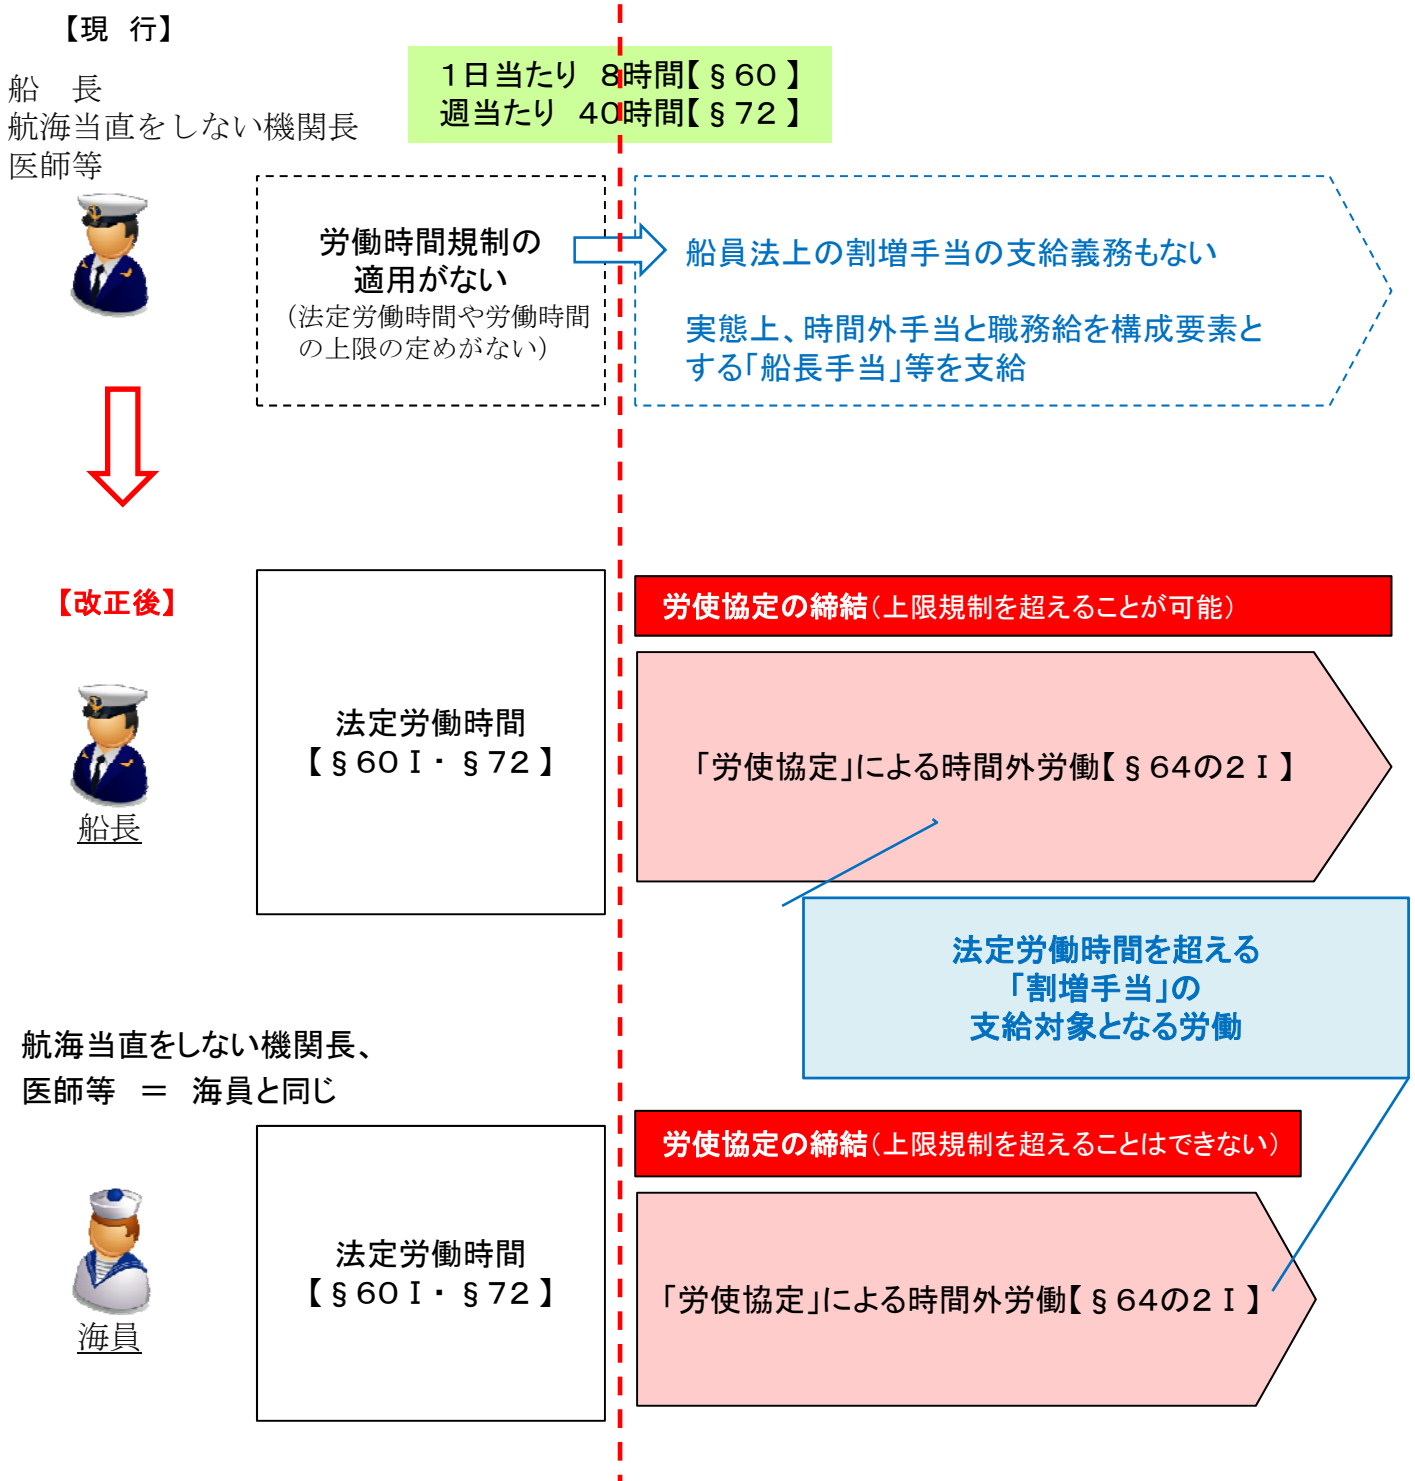 【現　行】
船　長
航海当直をしない機関長
医師等
１日当たり　８時間【§６０】
週当たり　４０時間【§７２】
労働時間規制の
適用がない
（法定労働時間や労働時間
の上限の定めがない）
船員法上の割増手当の支給義務もない
実態上、時間外手当と職務給を構成要素と
する「船長手当」等を支給
【改正後】
船長
法定労働時間
【§６０Ⅰ・§７２】
労使協定の締結（上限規制を超えることが可能）
「労使協定」による時間外労働【§６４の２Ⅰ】
法定労働時間を超える
「割増手当」の
支給対象となる労働
航海当直をしない機関長、
医師等　＝　海員と同じ
海員
法定労働時間
【§６０Ⅰ・§７２】
労使協定の締結（上限規制を超えることはできない）
「労使協定」による時間外労働【§６４の２Ⅰ】